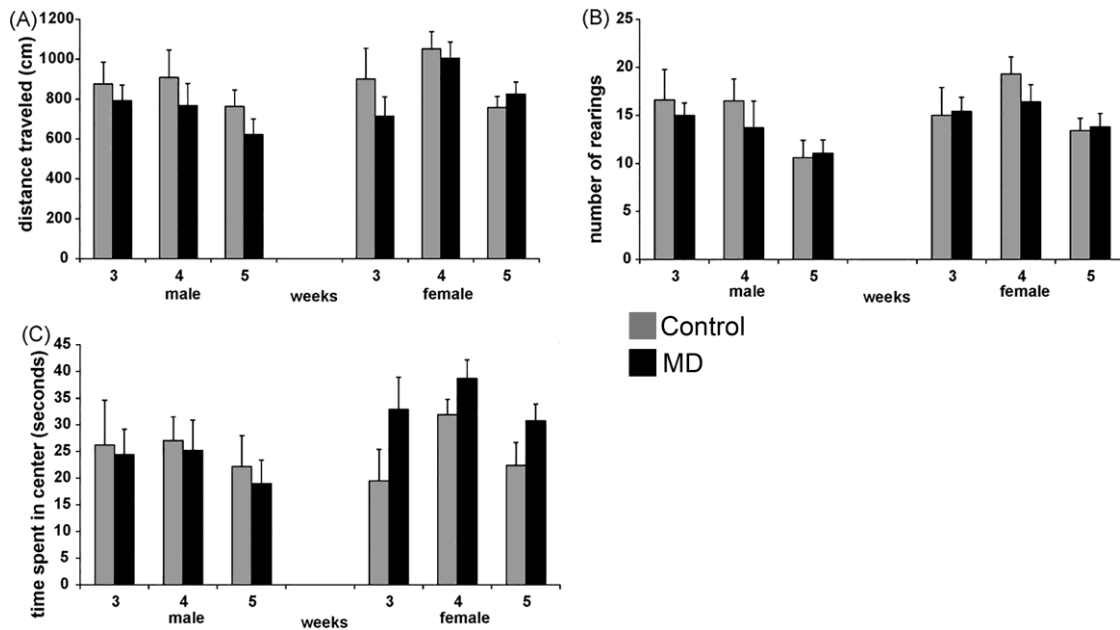 (A)
distance traveled (cm)
1200
1000
800
600
400
200
0
3 4 5 3 4 5
male weeks female
(B)
number of rearings
25
20
15
10
5
0
3 4 5 3 4 5
male weeks female
Control
MD
(C)
time spent in center (seconds)
45
40
35
30
25
20
15
10
5
0
3 4 5 3 4 5
male weeks female